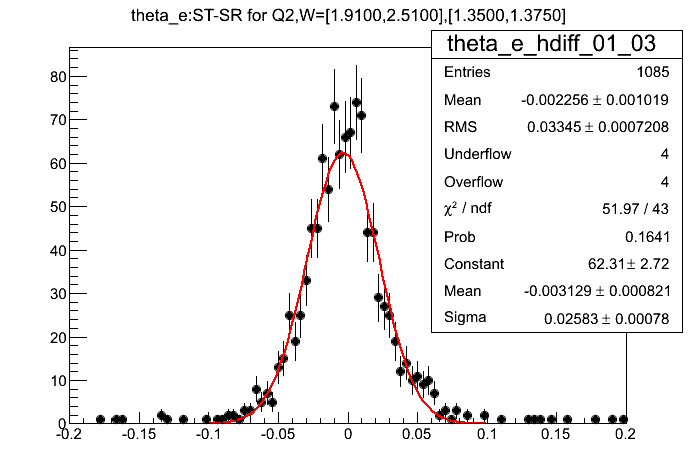 theta_e:ST-SR for Q2,W=[1.9100,2.5100],[1.3500,1.3750]
theta_e_hdiff_01_03
Entries 1085
Mean -0.002256 ± 0.001019
RMS 0.03345 ± 0.0007208
Underflow 4
Overflow 4
χ² / ndf 51.97 / 43
Prob 0.1641
Constant 62.31 ± 2.72
Mean -0.003129 ± 0.000821
Sigma 0.02583 ± 0.00078
80
70
60
50
40
30
20
10
0
-0.2 -0.15 -0.1 -0.05 0 0.05 0.1 0.15 0.2